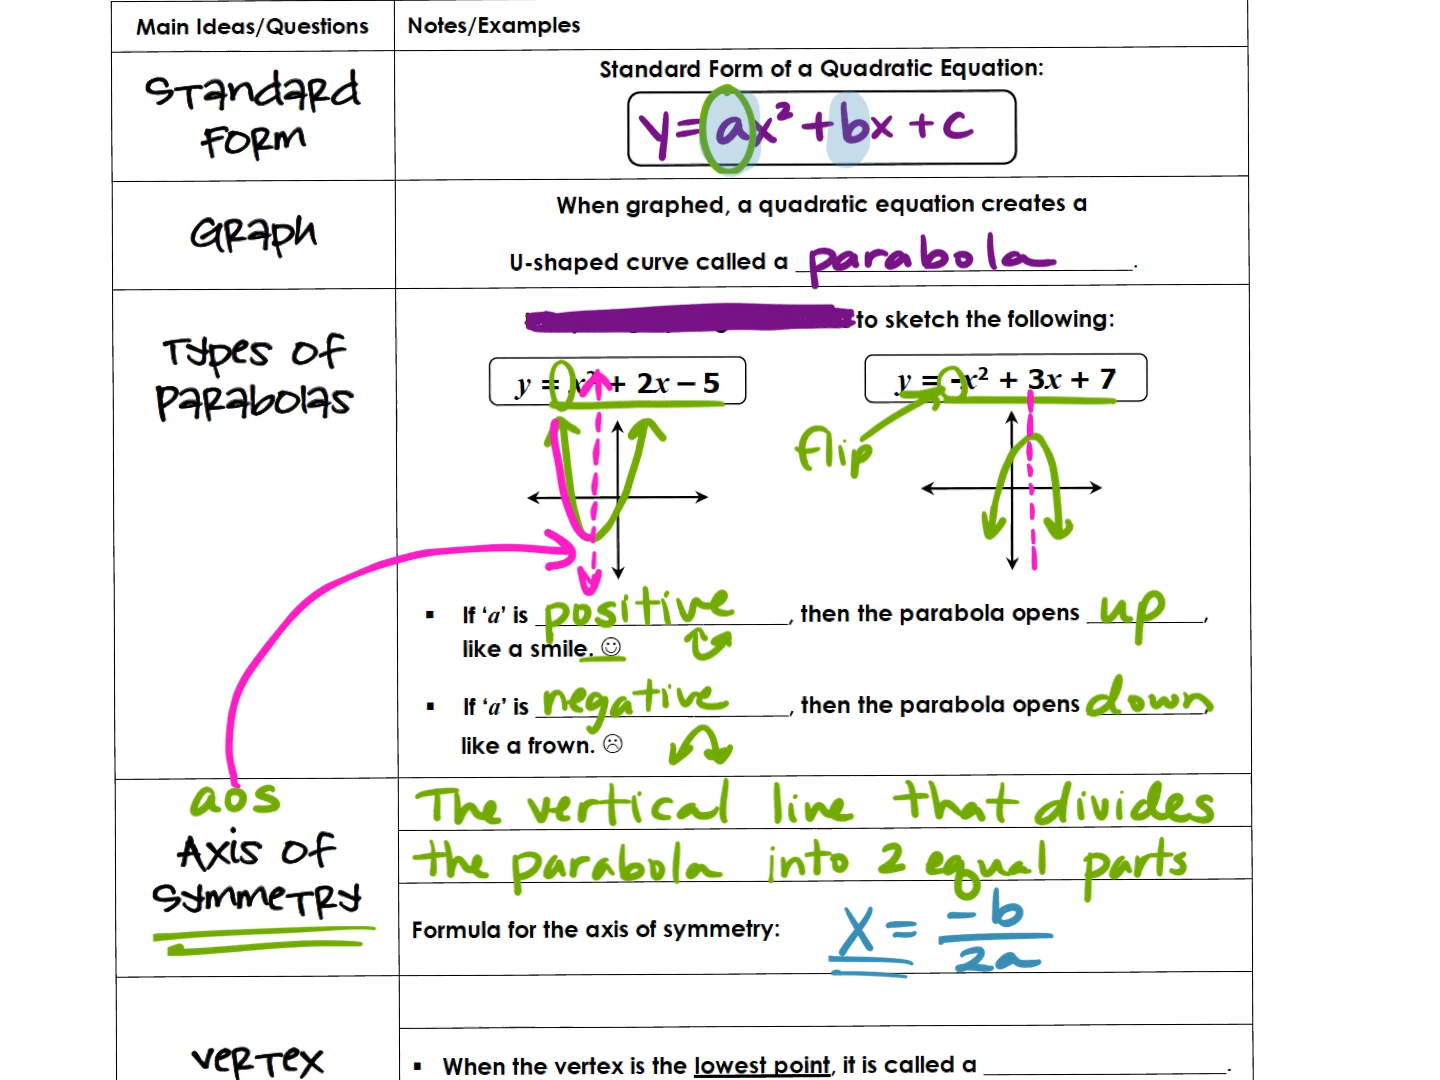 Main Ideas/Questions
Notes/Examples
Standard
Form
Standard Form of a Quadratic Equation:
y = ax² + bx + c
Graph
When graphed, a quadratic equation creates a
U-shaped curve called a parabola.
Types of
Parabolas
to sketch the following:
y = x² + 2x – 5
y = -x² + 3x + 7
flip
▪ If ‘a’ is positive, then the parabola opens up,
like a smile. ☺
▪ If ‘a’ is negative, then the parabola opens down,
like a frown. ☹
aos
Axis of
Symmetry
The vertical line that divides
the parabola into 2 equal parts
Formula for the axis of symmetry: x = -b/2a
Vertex
▪ When the vertex is the lowest point, it is called a ____________________.